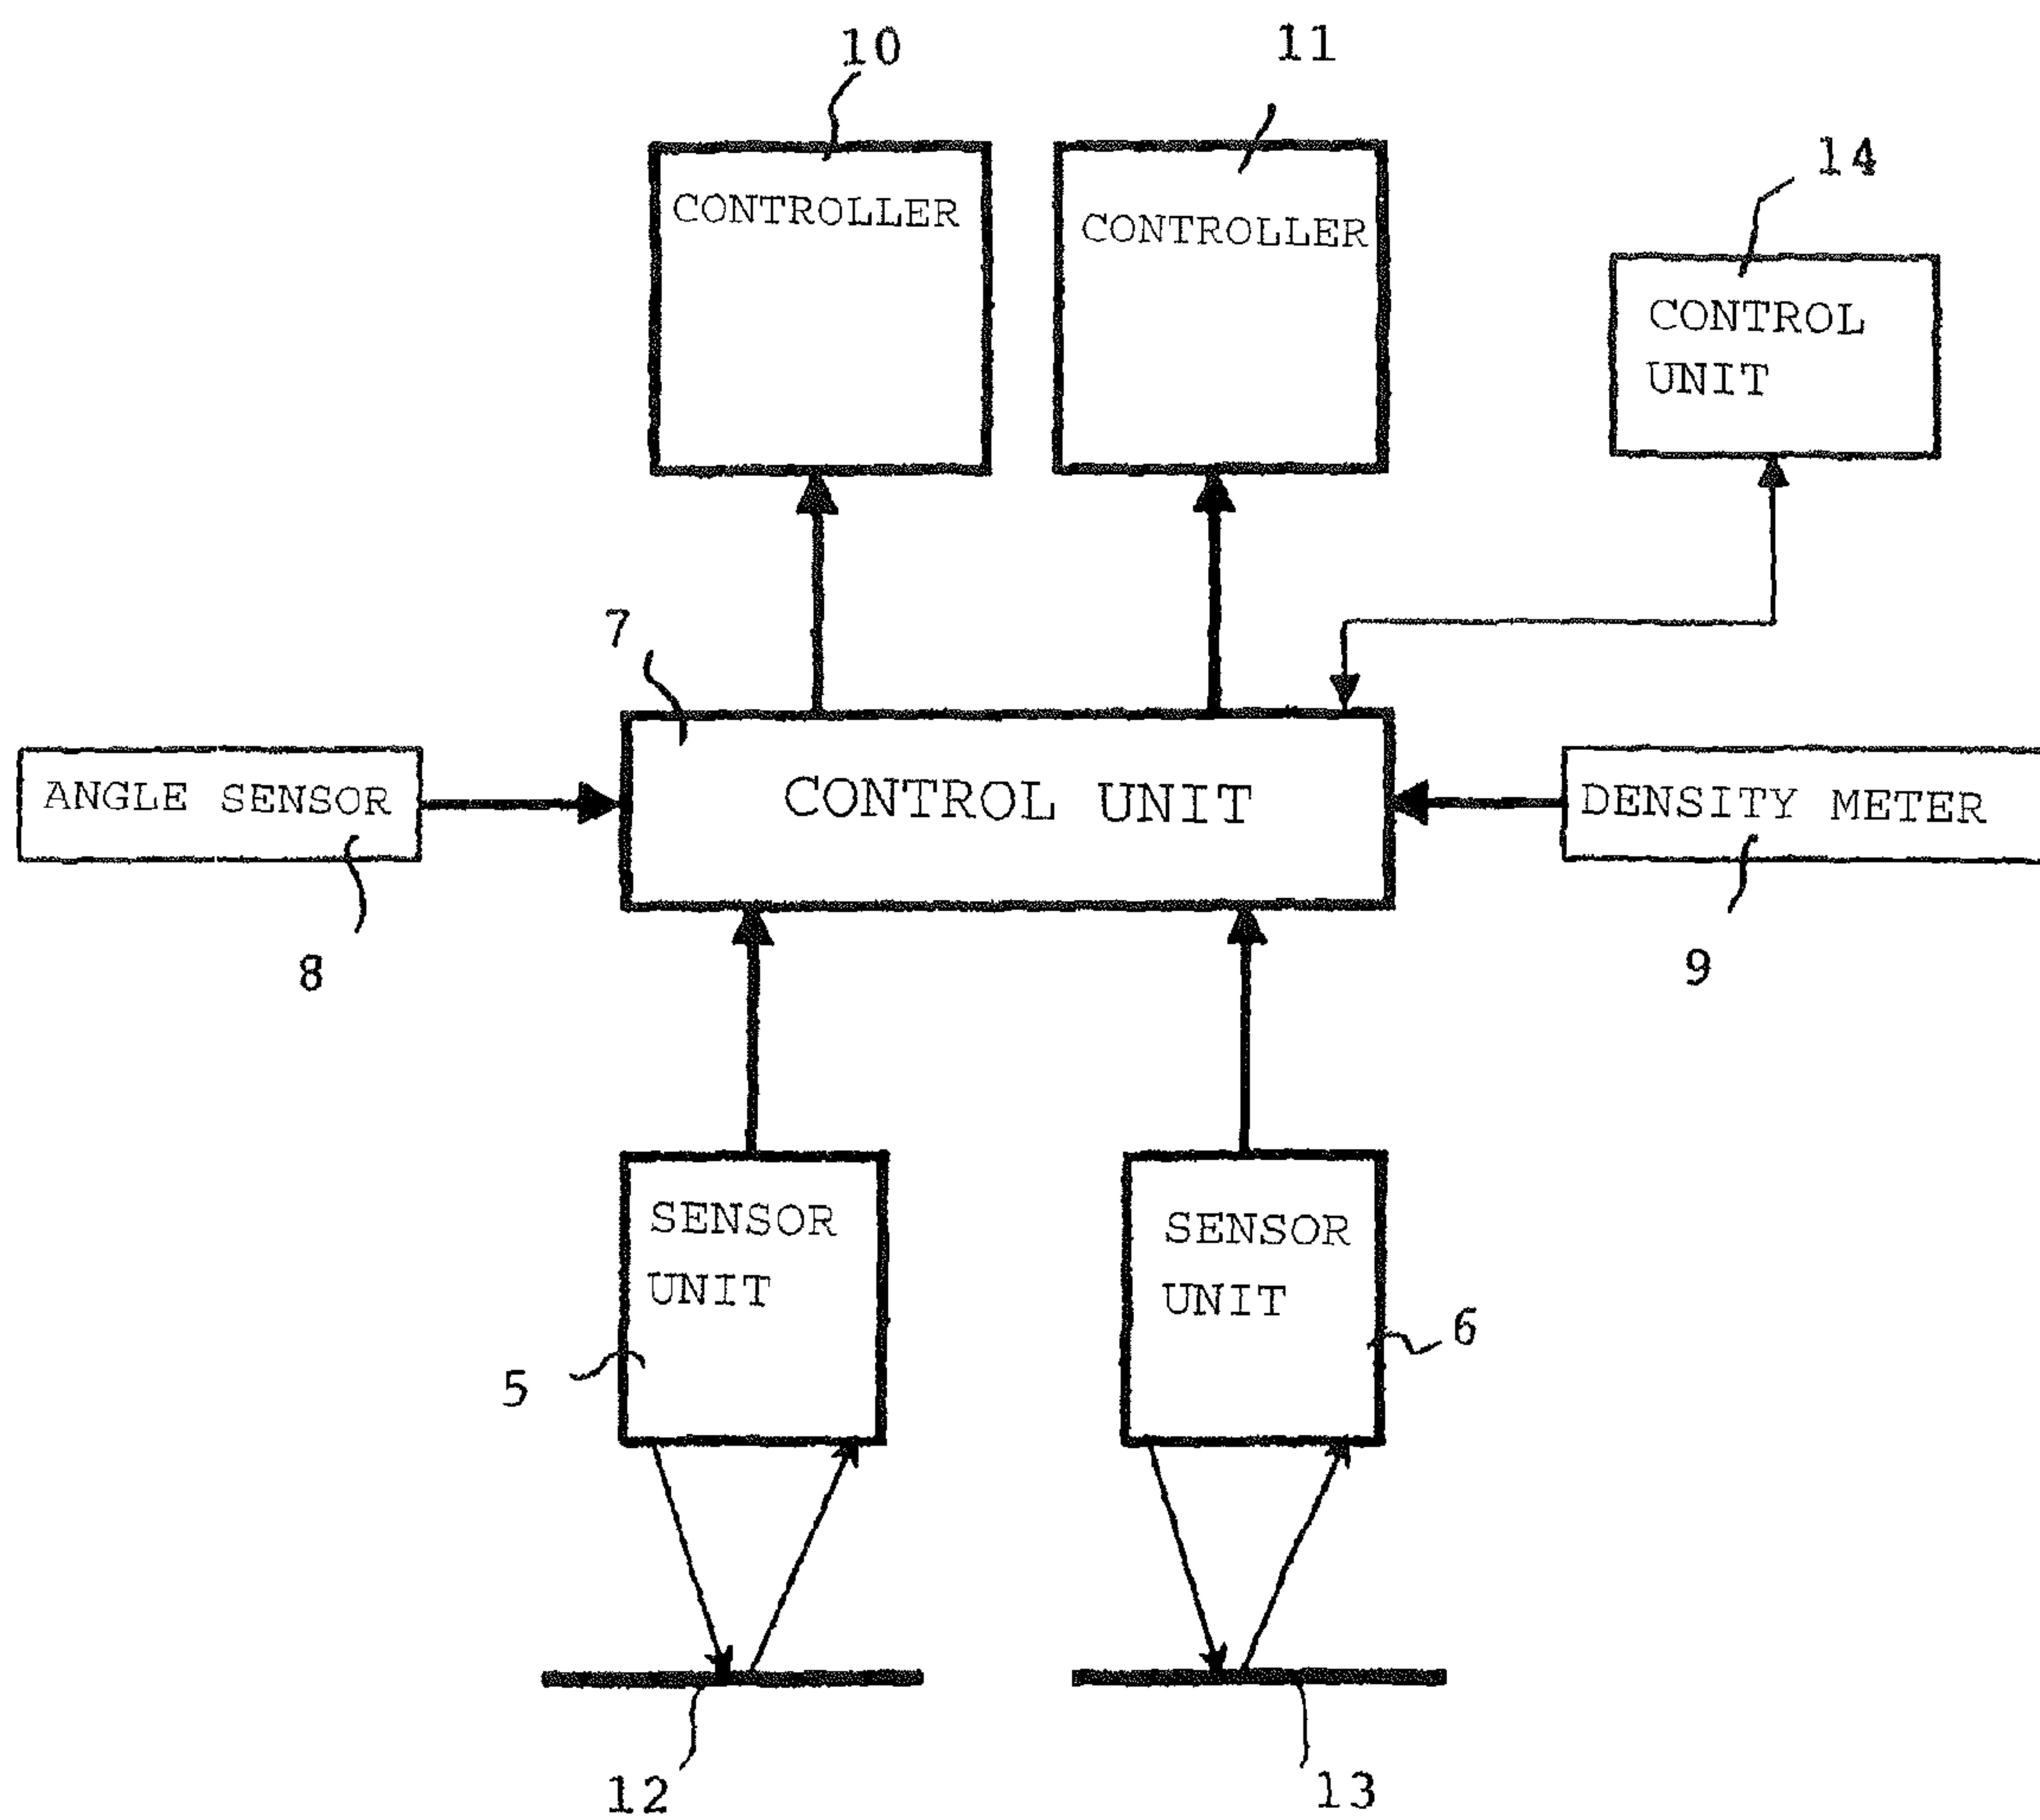 10
11
14
CONTROLLER
CONTROLLER
CONTROL
UNIT
7
ANGLE SENSOR
CONTROL UNIT
DENSITY METER
8
9
SENSOR
UNIT
SENSOR
UNIT
5
6
12
13